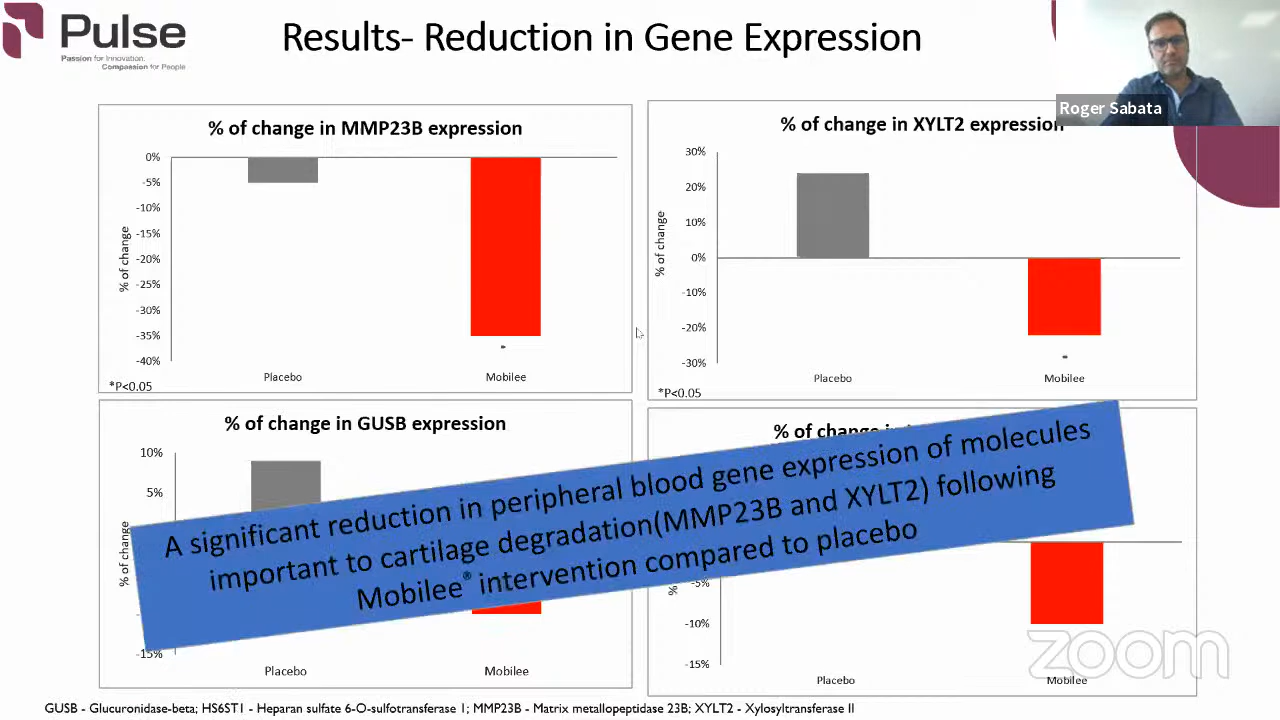 Pulse
Passion for Innovation.
Compassion for People
Results- Reduction in Gene Expression
Roger Sabata
% of change in MMP23B expression
% of change
0%
-5%
-10%
-15%
-20%
-25%
-30%
-35%
-40%
*
Placebo
Mobilee
*P<0.05
% of change in XYLT2 expression
% of change
30%
20%
10%
0%
-10%
-20%
-30%
*
Placebo
Mobilee
*P<0.05
% of change in GUSB expression
% of change
10%
5%
-15%
Placebo
Mobilee
% of change in
-5%
-10%
-15%
Placebo
Mobilee
A significant reduction in peripheral blood gene expression of molecules
important to cartilage degradation(MMP23B and XYLT2) following
Mobilee® intervention compared to placebo
zoom
GUSB - Glucuronidase-beta; HS6ST1 - Heparan sulfate 6-O-sulfotransferase 1; MMP23B - Matrix metallopeptidase 23B; XYLT2 - Xylosyltransferase II